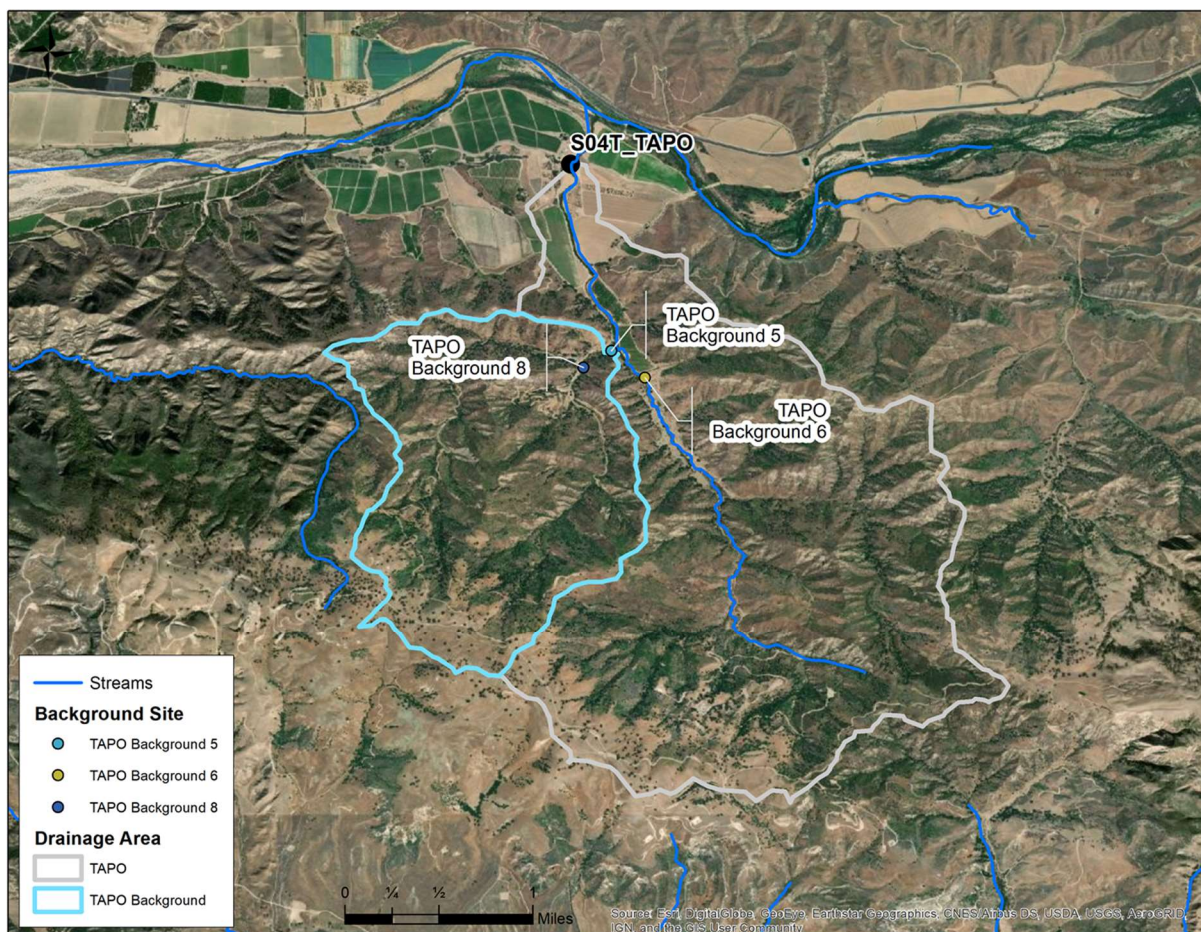 S04T_TAPO
TAPO
Background 5
TAPO
Background 8
TAPO
Background 6
Streams
Background Site
TAPO Background 5
TAPO Background 6
TAPO Background 8
Drainage Area
TAPO
TAPO Background
0 ¼ ½ 1
Miles
Source: Esri, DigitalGlobe, GeoEye, Earthstar Geographics, CNES/Airbus DS, USDA, USGS, AeroGRID,
IGN, and the GIS User Community